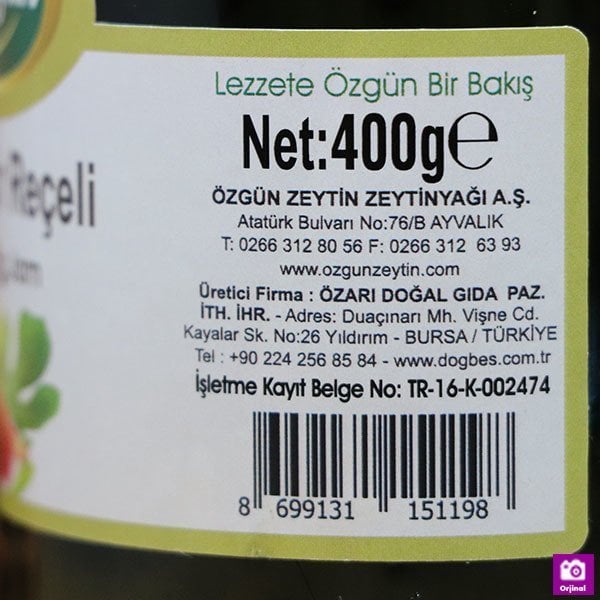 Lezzete Özgün Bir Bakış
Net:400g℮
ÖZGÜN ZEYTİN ZEYTİNYAĞI A.Ş.
Atatürk Bulvarı No:76/B AYVALIK
T: 0266 312 80 56 F: 0266 312 63 93
www.ozgunzeytin.com
Üretici Firma : ÖZARI DOĞAL GIDA PAZ.
İTH. İHR. - Adres: Duaçınarı Mh. Vişne Cd.
Kayalar Sk. No:26 Yıldırım - BURSA / TÜRKİYE
Tel : +90 224 256 85 84 - www.dogbes.com.tr
İşletme Kayıt Belge No: TR-16-K-002474
8 699131 151198
Reçeli
Jam
Orjinal